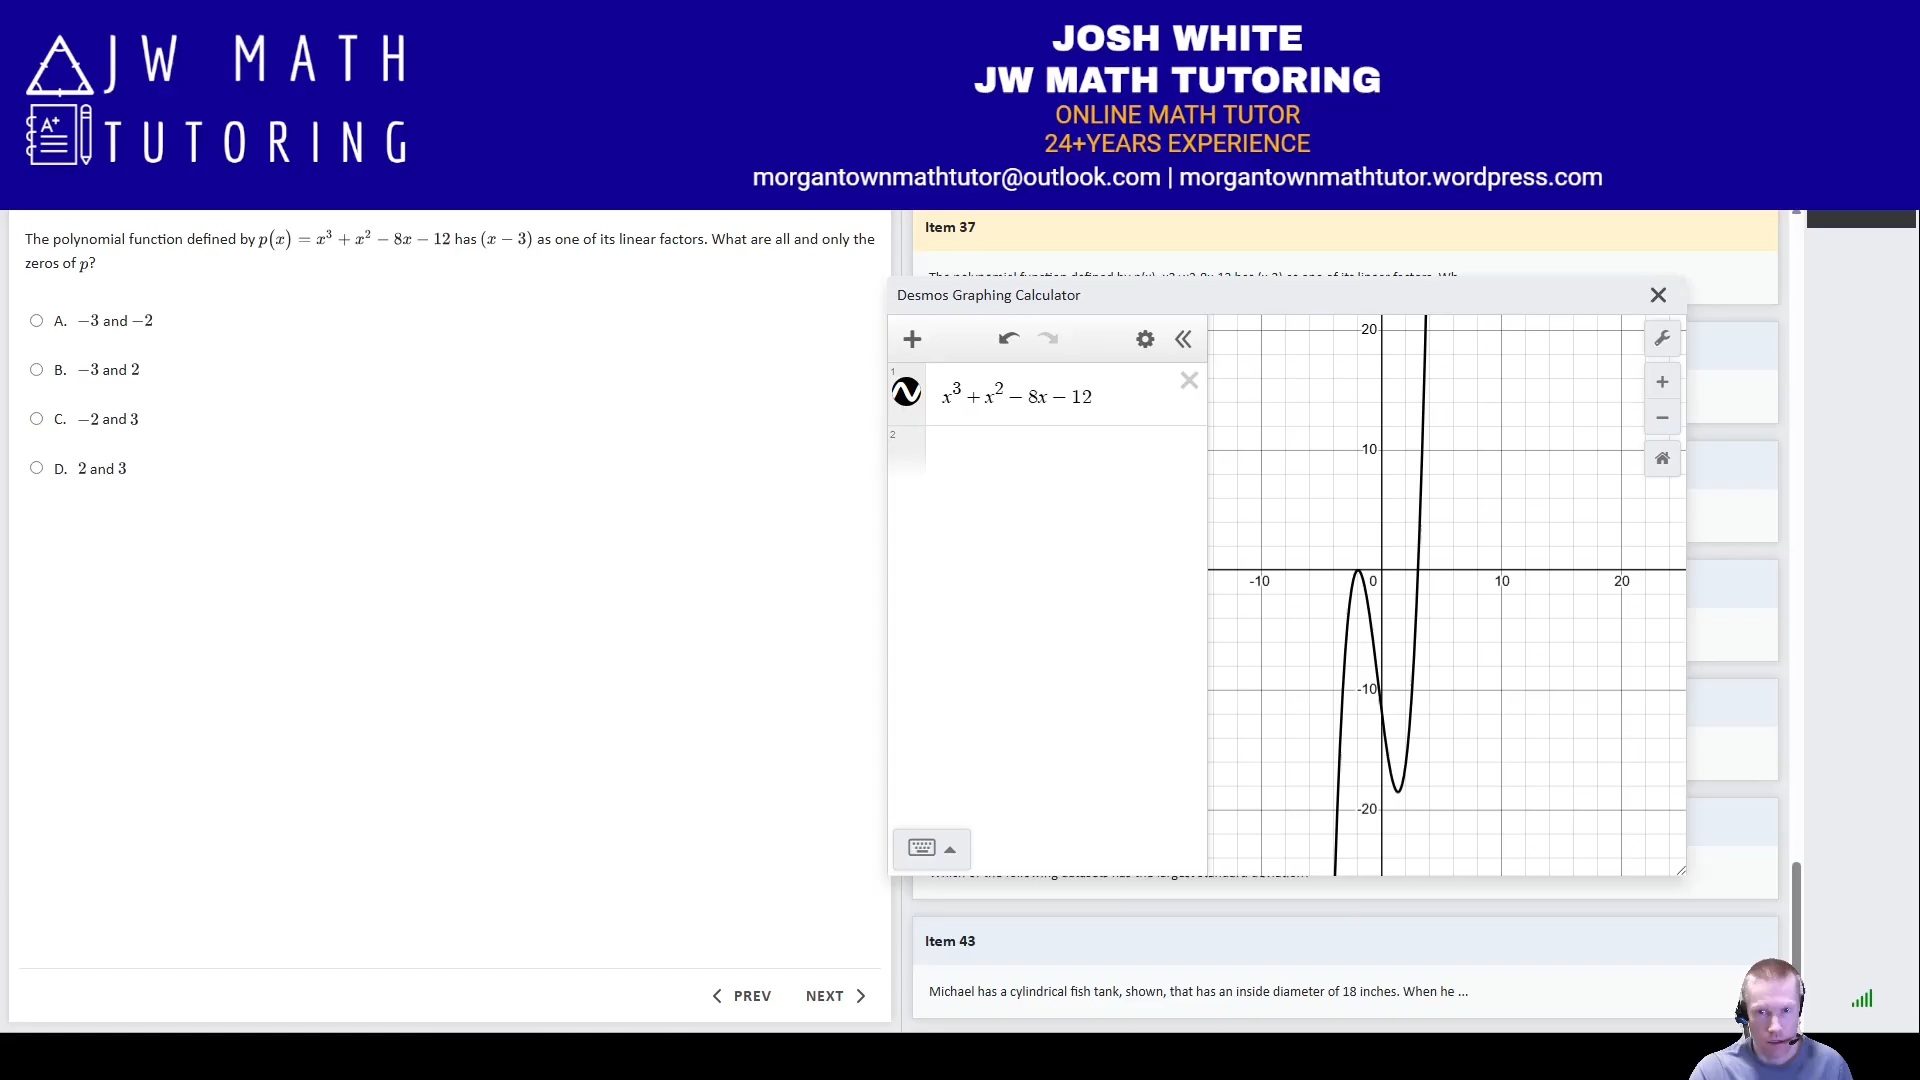 JW MATH
A+
TUTORING
JOSH WHITE
JW MATH TUTORING
ONLINE MATH TUTOR
24+YEARS EXPERIENCE
morgantownmathtutor@outlook.com | morgantownmathtutor.wordpress.com
The polynomial function defined by p(x) = x³ + x² − 8x − 12 has (x − 3) as one of its linear factors. What are all and only the
zeros of p?
A. −3 and −2
B. −3 and 2
C. −2 and 3
D. 2 and 3
PREV
NEXT
Item 37
Desmos Graphing Calculator
1
x³ + x² − 8x − 12
2
20
10
-10
0
10
20
-10
-20
Item 43
Michael has a cylindrical fish tank, shown, that has an inside diameter of 18 inches. When he ...